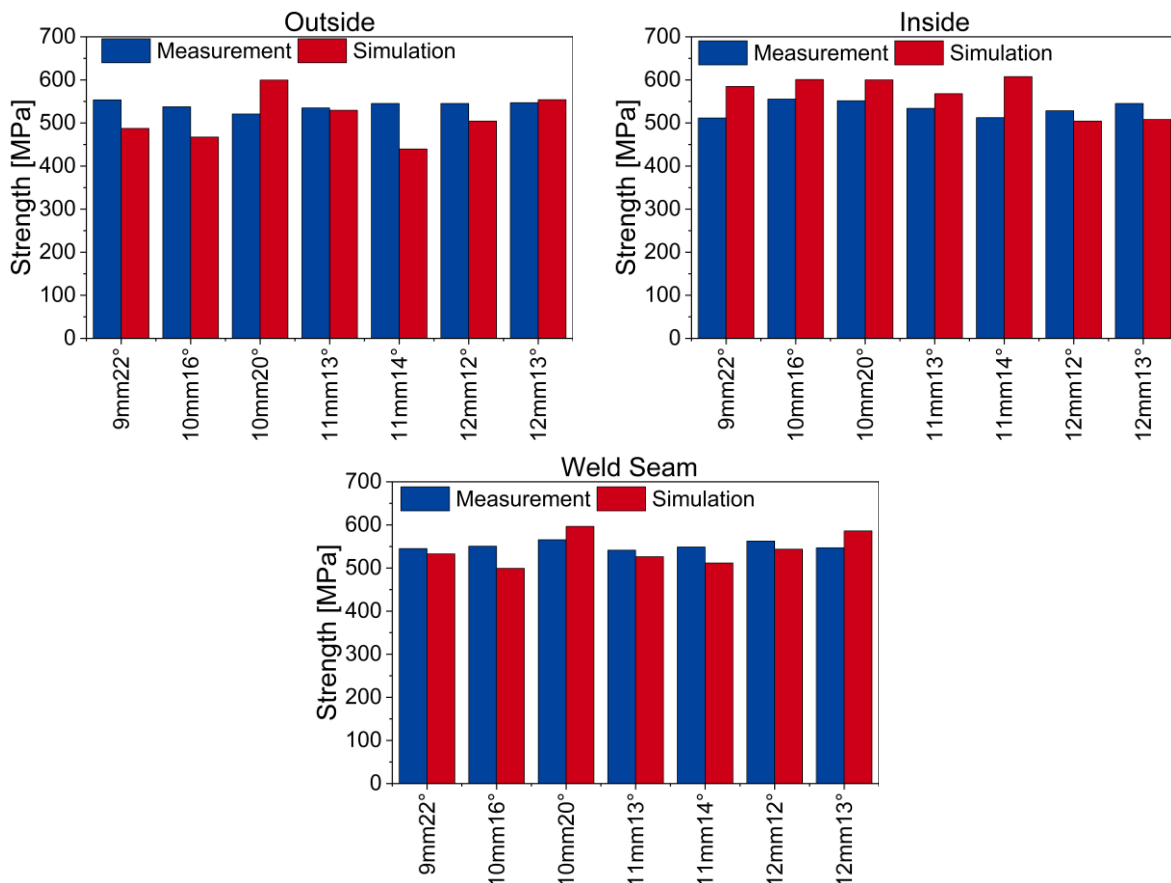 Outside
Measurement Simulation
Strength [MPa]
700
600
500
400
300
200
100
0
9mm22°
10mm16°
10mm20°
11mm13°
11mm14°
12mm12°
12mm13°
Inside
Measurement Simulation
Strength [MPa]
700
600
500
400
300
200
100
0
9mm22°
10mm16°
10mm20°
11mm13°
11mm14°
12mm12°
12mm13°
Weld Seam
Measurement Simulation
Strength [MPa]
700
600
500
400
300
200
100
0
9mm22°
10mm16°
10mm20°
11mm13°
11mm14°
12mm12°
12mm13°